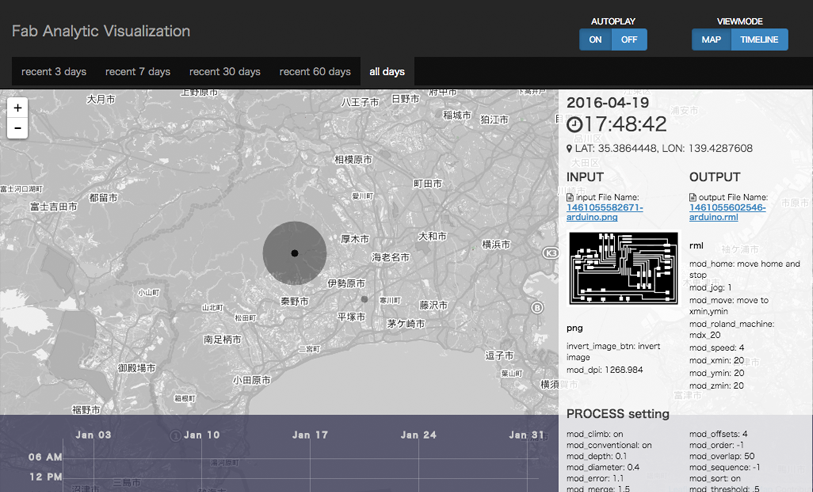 Fab Analytic Visualization
AUTOPLAY
ON OFF
VIEWMODE
MAP TIMELINE
recent 3 days
recent 7 days
recent 30 days
recent 60 days
all days
+
−
大月市
上野原市
八王子市
日野市
府中市
稲城市
狛江市
相模原市
町田市
都留市
愛川町
富士河口湖町
富士吉田市
厚木市
大和市
横浜市
海老名市
K3
伊勢原市
小山町
秦野市
寒川町
山北町
藤沢市
松田町
平塚市
茅ケ崎市
南足柄市
二宮町
逗子市
御殿場市
葉山町
小田原市
箱根町
裾野市
2016-04-19
17:48:42
LAT: 35.3864448, LON: 139.4287608
INPUT
input File Name:
1461055582671-
arduino.png
png
invert_image_btn: invert
image
mod_dpi: 1268.984
OUTPUT
output File Name:
1461055602546-
arduino.rml
rml
mod_home: move home and
stop
mod_jog: 1
mod_move: move to
xmin,ymin
mod_roland_machine:
mdx_20
mod_speed: 4
mod_xmin: 20
mod_ymin: 20
mod_zmin: 20
PROCESS setting
mod_climb: on
mod_conventional: on
mod_depth: 0.1
mod_diameter: 0.4
mod_error: 1.1
mod_merge: 1.5
mod_offsets: 4
mod_order: -1
mod_overlap: 50
mod_sequence: -1
mod_sort: on
mod_threshold: .5
Jan 03
Jan 10
Jan 17
Jan 24
Jan 31
06 AM
12 PM